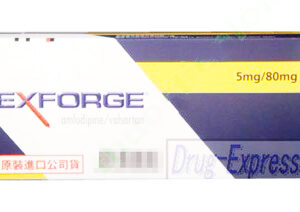 EXFORGE
5mg/80mg
amlodipine/valsartan
原裝進口公司貨
Drug-Express